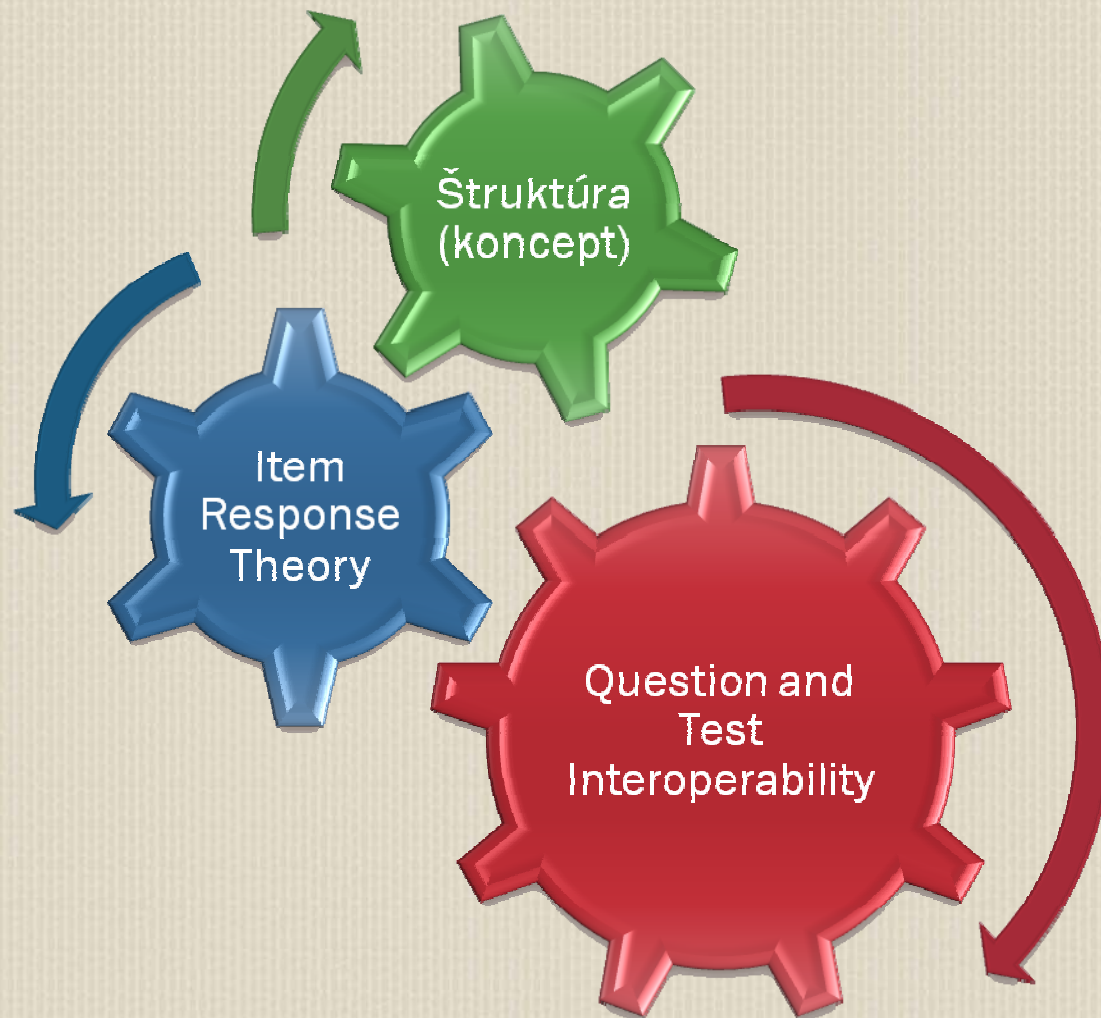 Štruktúra
(koncept)
Item
Response
Theory
Question and
Test
Interoperability